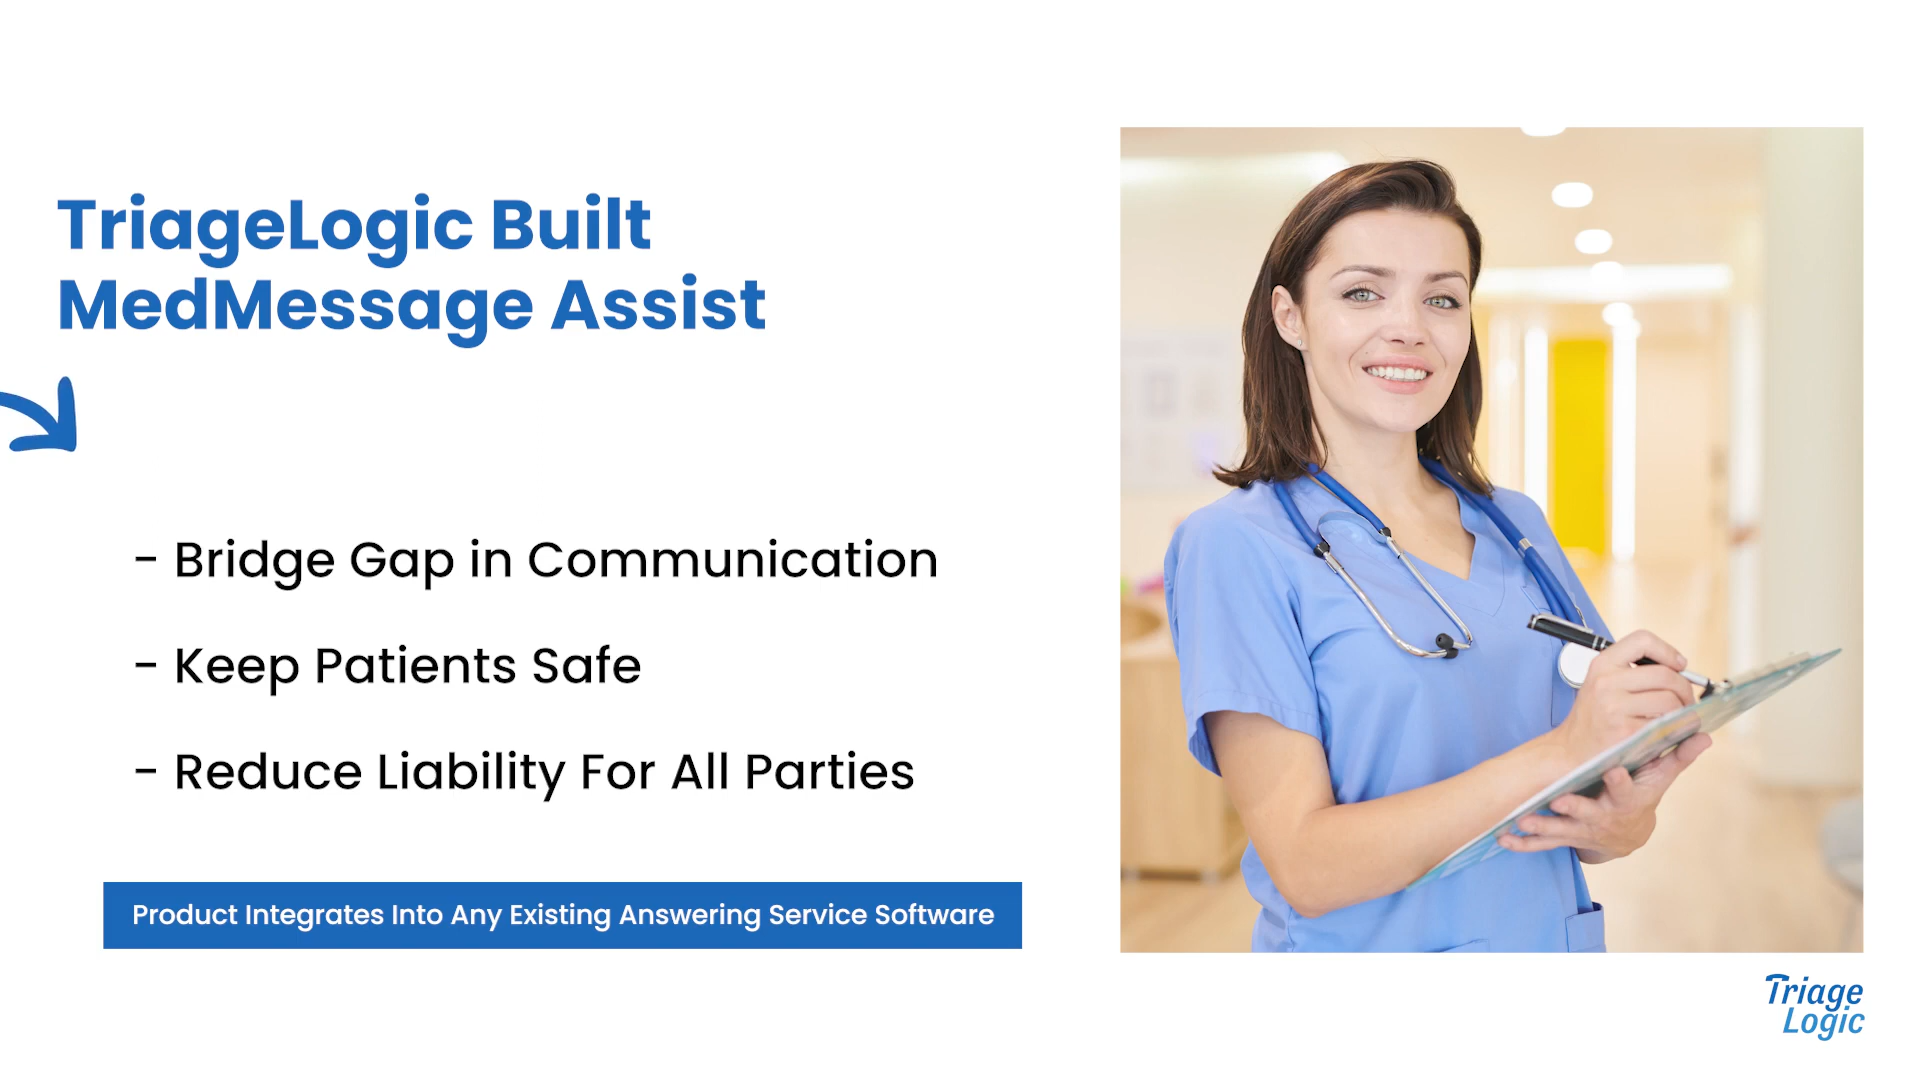 TriageLogic Built
MedMessage Assist
- Bridge Gap in Communication
- Keep Patients Safe
- Reduce Liability For All Parties
Product Integrates Into Any Existing Answering Service Software
Triage
Logic